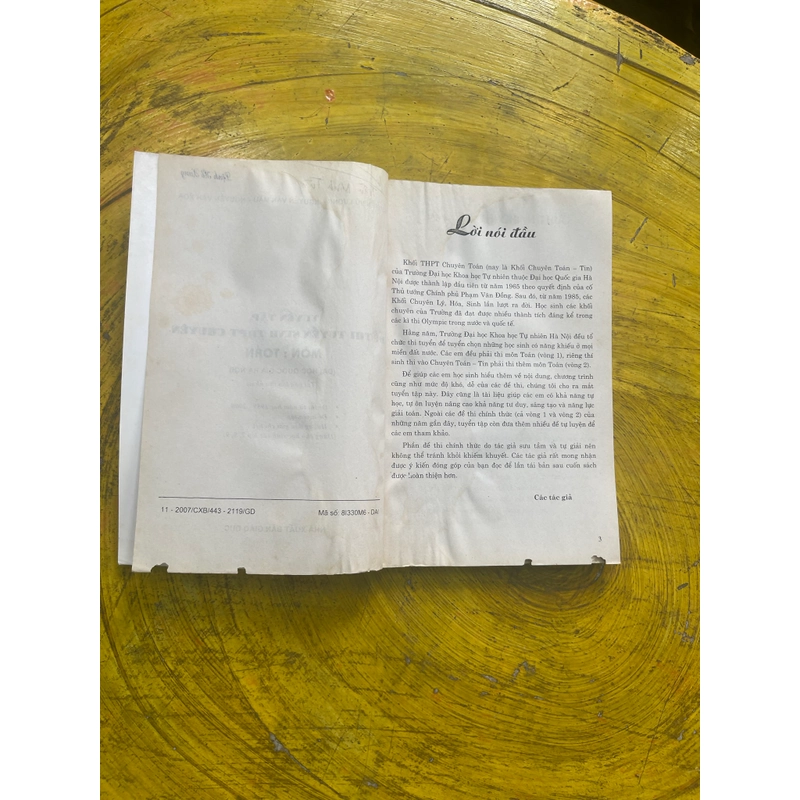 11 - 2007/CXB/443 - 2119/GD
Mã số: 8I330M6 - DAI
Lời nói đầu
Khối THPT Chuyên Toán (nay là Khối Chuyên Toán – Tin)
của Trường Đại học Khoa học Tự nhiên thuộc Đại học Quốc gia Hà
Nội được thành lập đầu tiên từ năm 1965 theo quyết định của cố
Thủ tướng Chính phủ Phạm Văn Đồng. Sau đó, từ năm 1985, các
Khối Chuyên Lý, Hóa, Sinh lần lượt ra đời. Học sinh các khối
chuyên của Trường đã đạt được nhiều thành tích đáng kể trong
các kì thi Olympic trong nước và quốc tế.
Hằng năm, Trường Đại học Khoa học Tự nhiên Hà Nội đều tổ
chức thi tuyển để tuyển chọn những học sinh có năng khiếu ở mọi
miền đất nước. Các em đều phải thi môn Toán (vòng 1), riêng thí
sinh thi vào Chuyên Toán – Tin phải thi thêm môn Toán (vòng 2).
Để giúp các em học sinh hiểu thêm về nội dung, chương trình
cũng như mức độ khó, dễ của các đề thi, chúng tôi cho ra mắt
tuyển tập này. Đây cũng là tài liệu giúp các em có khả năng tự
học, tự ôn luyện nâng cao khả năng tư duy, sáng tạo và năng lực
giải toán. Ngoài các đề thi chính thức (cả vòng 1 và vòng 2) của
những năm gần đây, tuyển tập còn đưa thêm nhiều đề tự luyện để
các em tham khảo.
Phần đề thi chính thức do tác giả sưu tầm và tự giải nên
không thể tránh khỏi khiếm khuyết. Các tác giả rất mong nhận
được ý kiến đóng góp của bạn đọc để lần tái bản sau cuốn sách
được hoàn thiện hơn.
Các tác giả
3